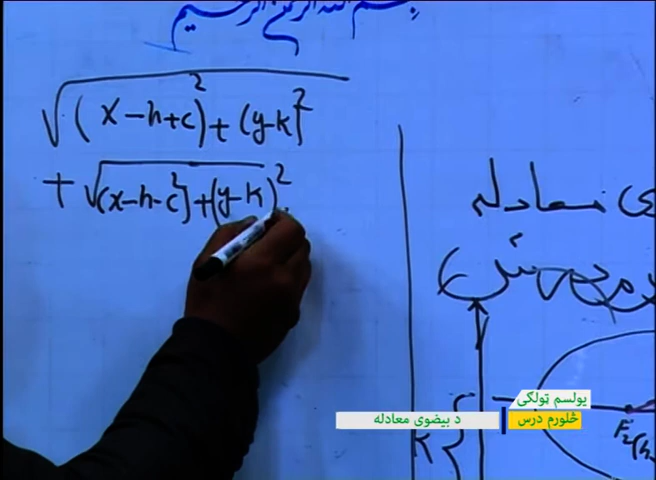 بسم الله الرحمن الرحیم
√(x-h+c)²+(y-k)²
+ √(x-h-c)²+(y-k)²
ی معادله
K
F₂(h
یولسم ټولګی
څلورم درس
د بیضوی معادله